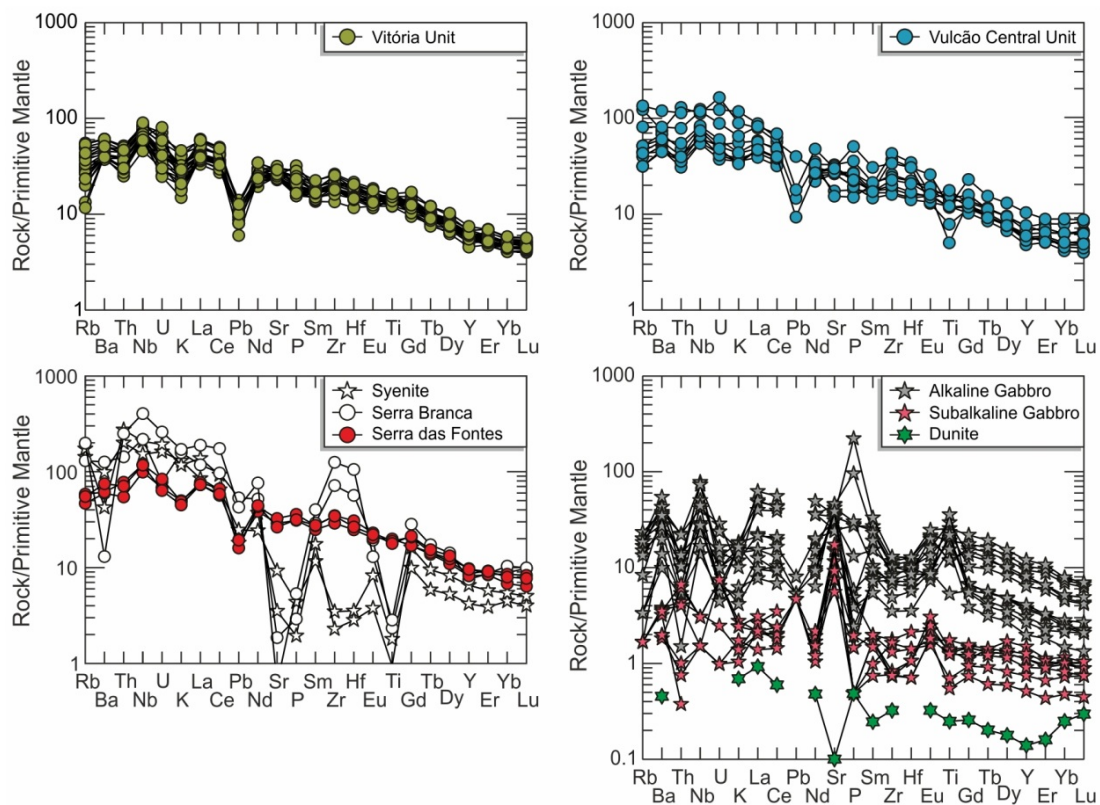 1000
100
10
1
Rock/Primitive Mantle
Vitória Unit
Rb Th U La Pb Sr Sm Hf Ti Tb Y Yb
Ba Nb K Ce Nd P Zr Eu Gd Dy Er Lu
1000
100
10
1
Rock/Primitive Mantle
Vulcão Central Unit
Rb Th U La Pb Sr Sm Hf Ti Tb Y Yb
Ba Nb K Ce Nd P Zr Eu Gd Dy Er Lu
1000
100
10
1
Rock/Primitive Mantle
Syenite
Serra Branca
Serra das Fontes
Rb Th U La Pb Sr Sm Hf Ti Tb Y Yb
Ba Nb K Ce Nd P Zr Eu Gd Dy Er Lu
1000
100
10
1
0.1
Rock/Primitive Mantle
Alkaline Gabbro
Subalkaline Gabbro
Dunite
Rb Th U La Pb Sr Sm Hf Ti Tb Y Yb
Ba Nb K Ce Nd P Zr Eu Gd Dy Er Lu